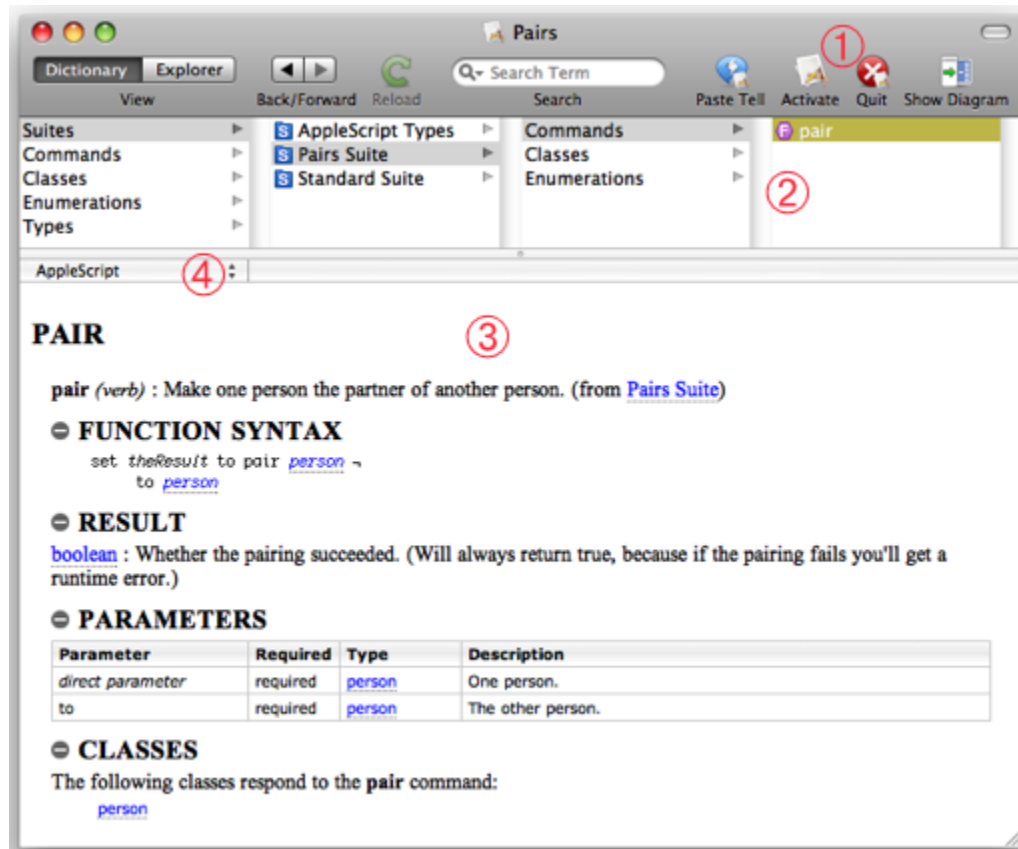 Pairs
①
Dictionary Explorer
Search Term
View Back/Forward Reload Search Paste Tell Activate Quit Show Diagram
Suites
Commands
Classes
Enumerations
Types
S AppleScript Types
S Pairs Suite
S Standard Suite
Commands
Classes
Enumerations
F pair
②
AppleScript
④
PAIR
③
pair (verb) : Make one person the partner of another person. (from Pairs Suite)
FUNCTION SYNTAX
set theResult to pair person ¬
to person
RESULT
boolean : Whether the pairing succeeded. (Will always return true, because if the pairing fails you'll get a
runtime error.)
PARAMETERS
Parameter Required Type Description
direct parameter required person One person.
to required person The other person.
CLASSES
The following classes respond to the pair command:
person